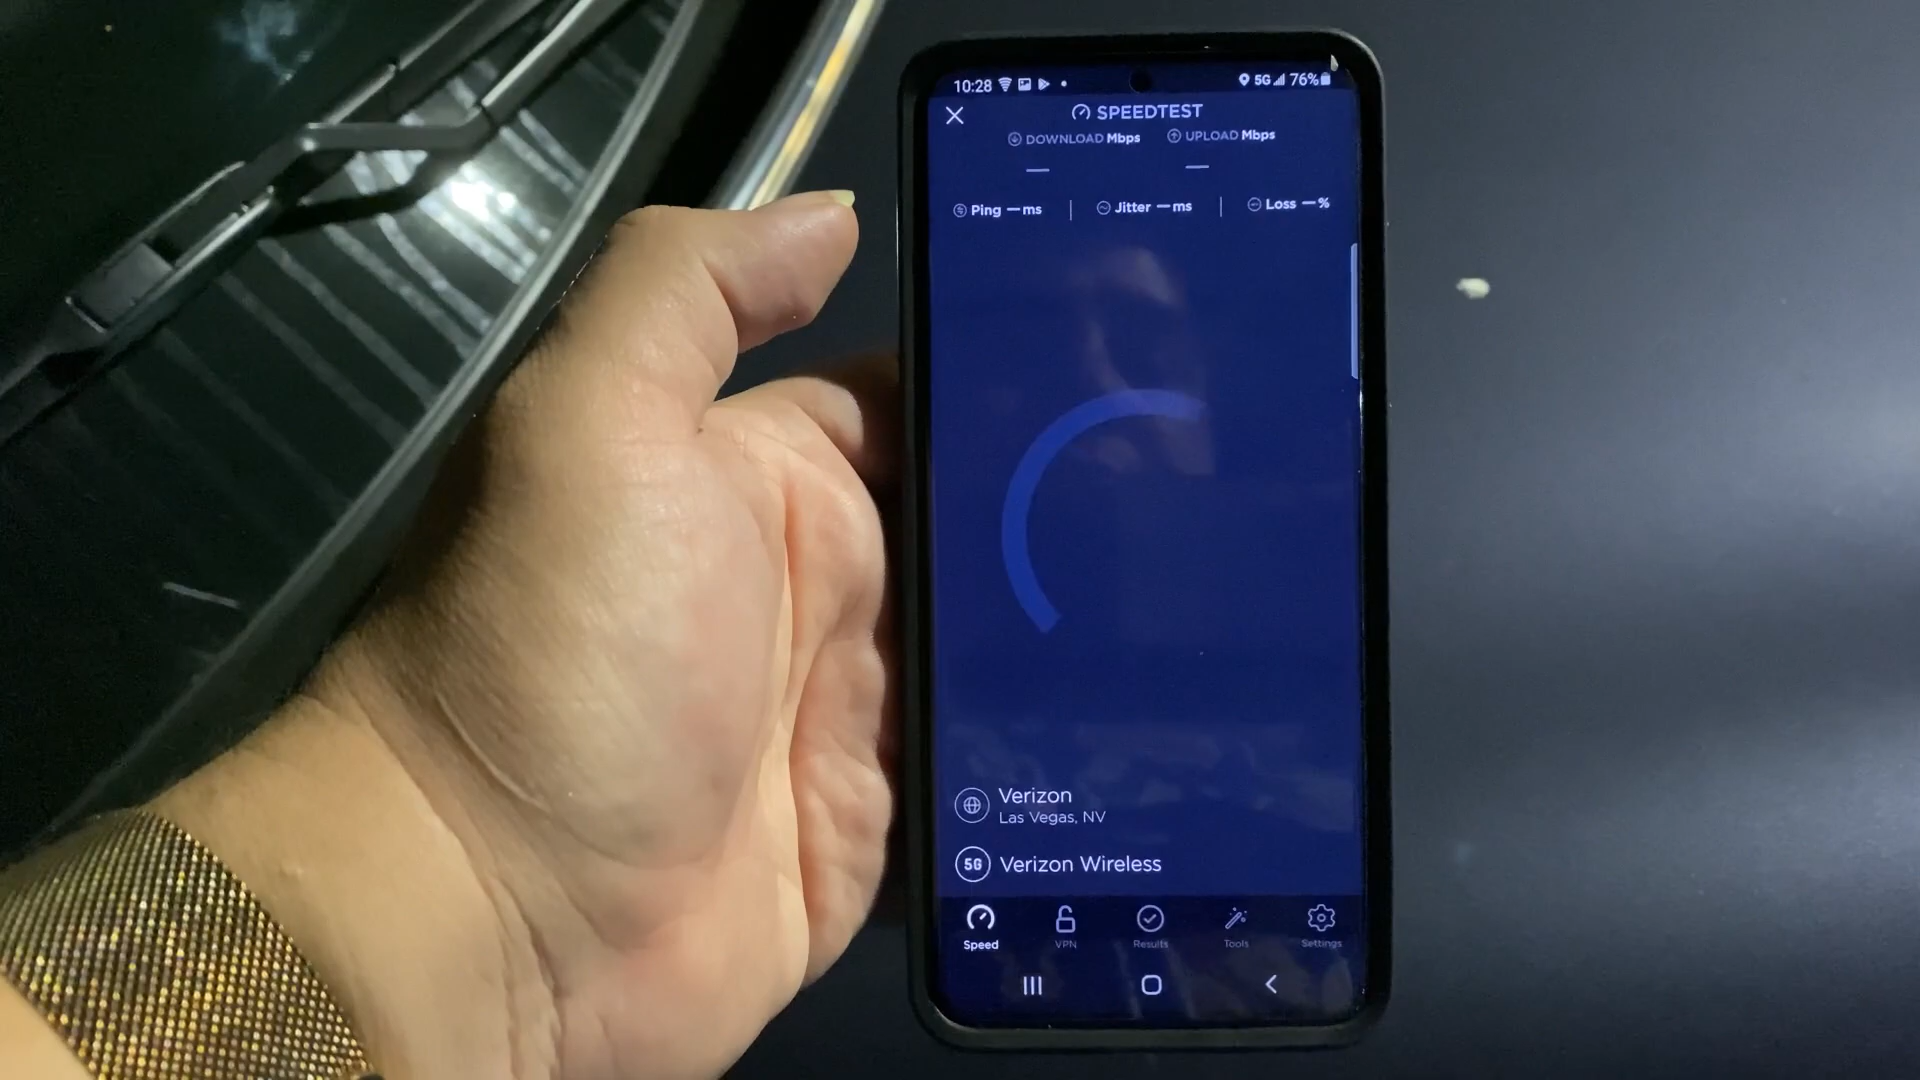 10:28 5G 76%
SPEEDTEST
DOWNLOAD Mbps UPLOAD Mbps
— —
Ping — ms | Jitter — ms | Loss — %
Verizon
Las Vegas, NV
5G Verizon Wireless
Speed VPN Results Tools Settings